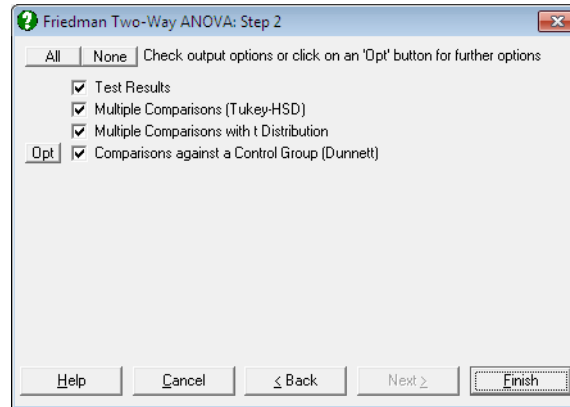 Friedman Two-Way ANOVA: Step 2
All None Check output options or click on an 'Opt' button for further options
Test Results
Multiple Comparisons (Tukey-HSD)
Multiple Comparisons with t Distribution
Opt Comparisons against a Control Group (Dunnett)
Help Cancel < Back Next > Finish